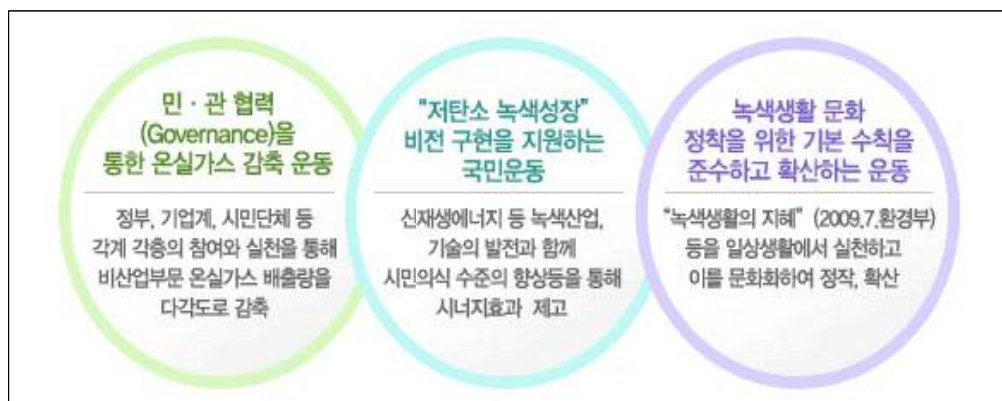 민 · 관 협력
(Governance)을
통한 온실가스 감축 운동
정부, 기업계, 시민단체 등
각계 각층의 참여와 실천을 통해
비산업부문 온실가스 배출량을
다각도로 감축
"저탄소 녹색성장"
비전 구현을 지원하는
국민운동
신재생에너지 등 녹색산업,
기술의 발전과 함께
시민의식 수준의 향상등을 통해
시너지효과 제고
녹색생활 문화
정착을 위한 기본 수칙을
준수하고 확산하는 운동
"녹색생활의 지혜" (2009.7.환경부)
등을 일상생활에서 실천하고
이를 문화화하여 정작, 확산